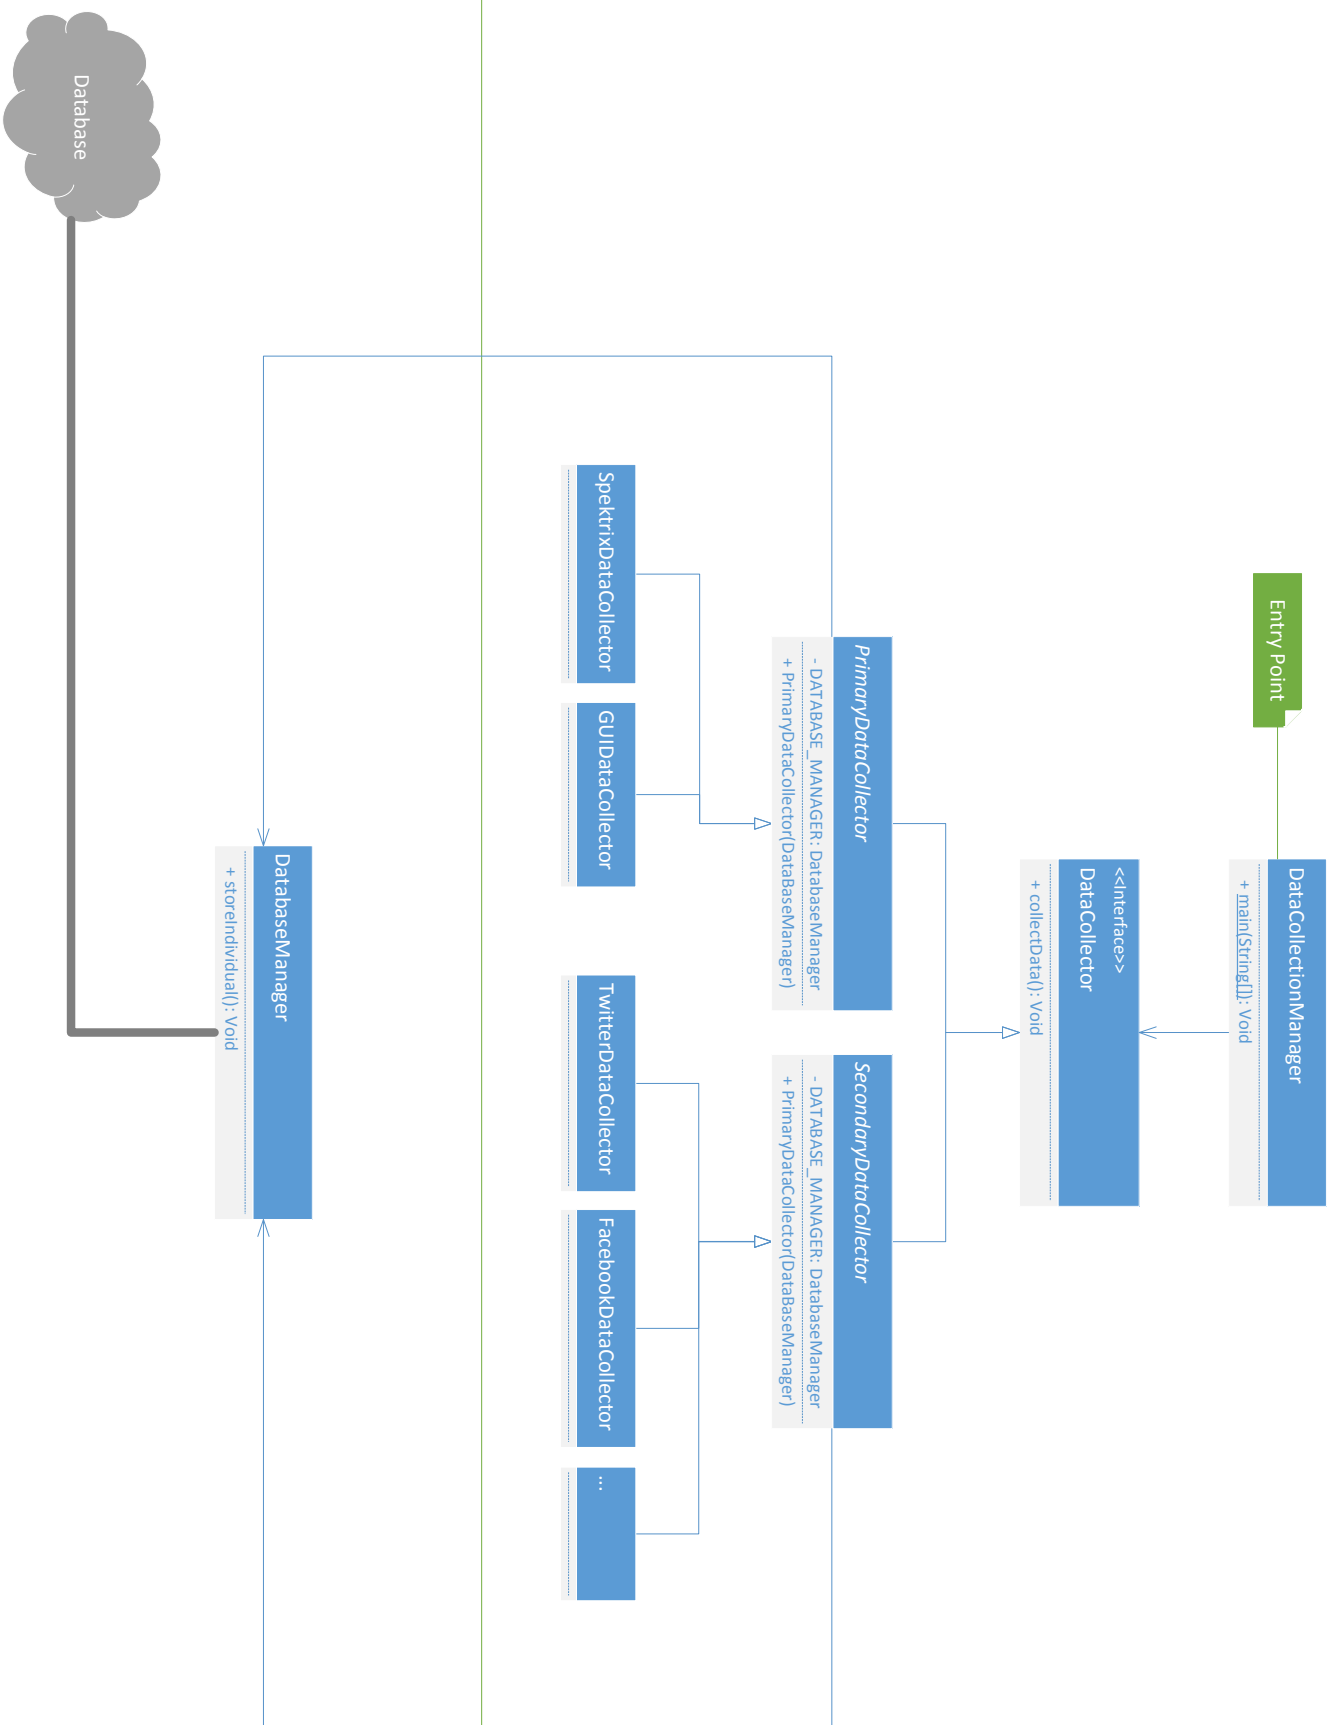 Entry Point
DataCollectionManager
+ main(String[]): Void
<<Interface>>
DataCollector
+ collectData(): Void
PrimaryDataCollector
- DATABASE_MANAGER: DatabaseManager
+ PrimaryDataCollector(DataBaseManager)
SecondaryDataCollector
- DATABASE_MANAGER: DatabaseManager
+ PrimaryDataCollector(DataBaseManager)
SpektrixDataCollector
GUIDataCollector
TwitterDataCollector
FacebookDataCollector
...
DatabaseManager
+ storeIndividual(): Void
Database